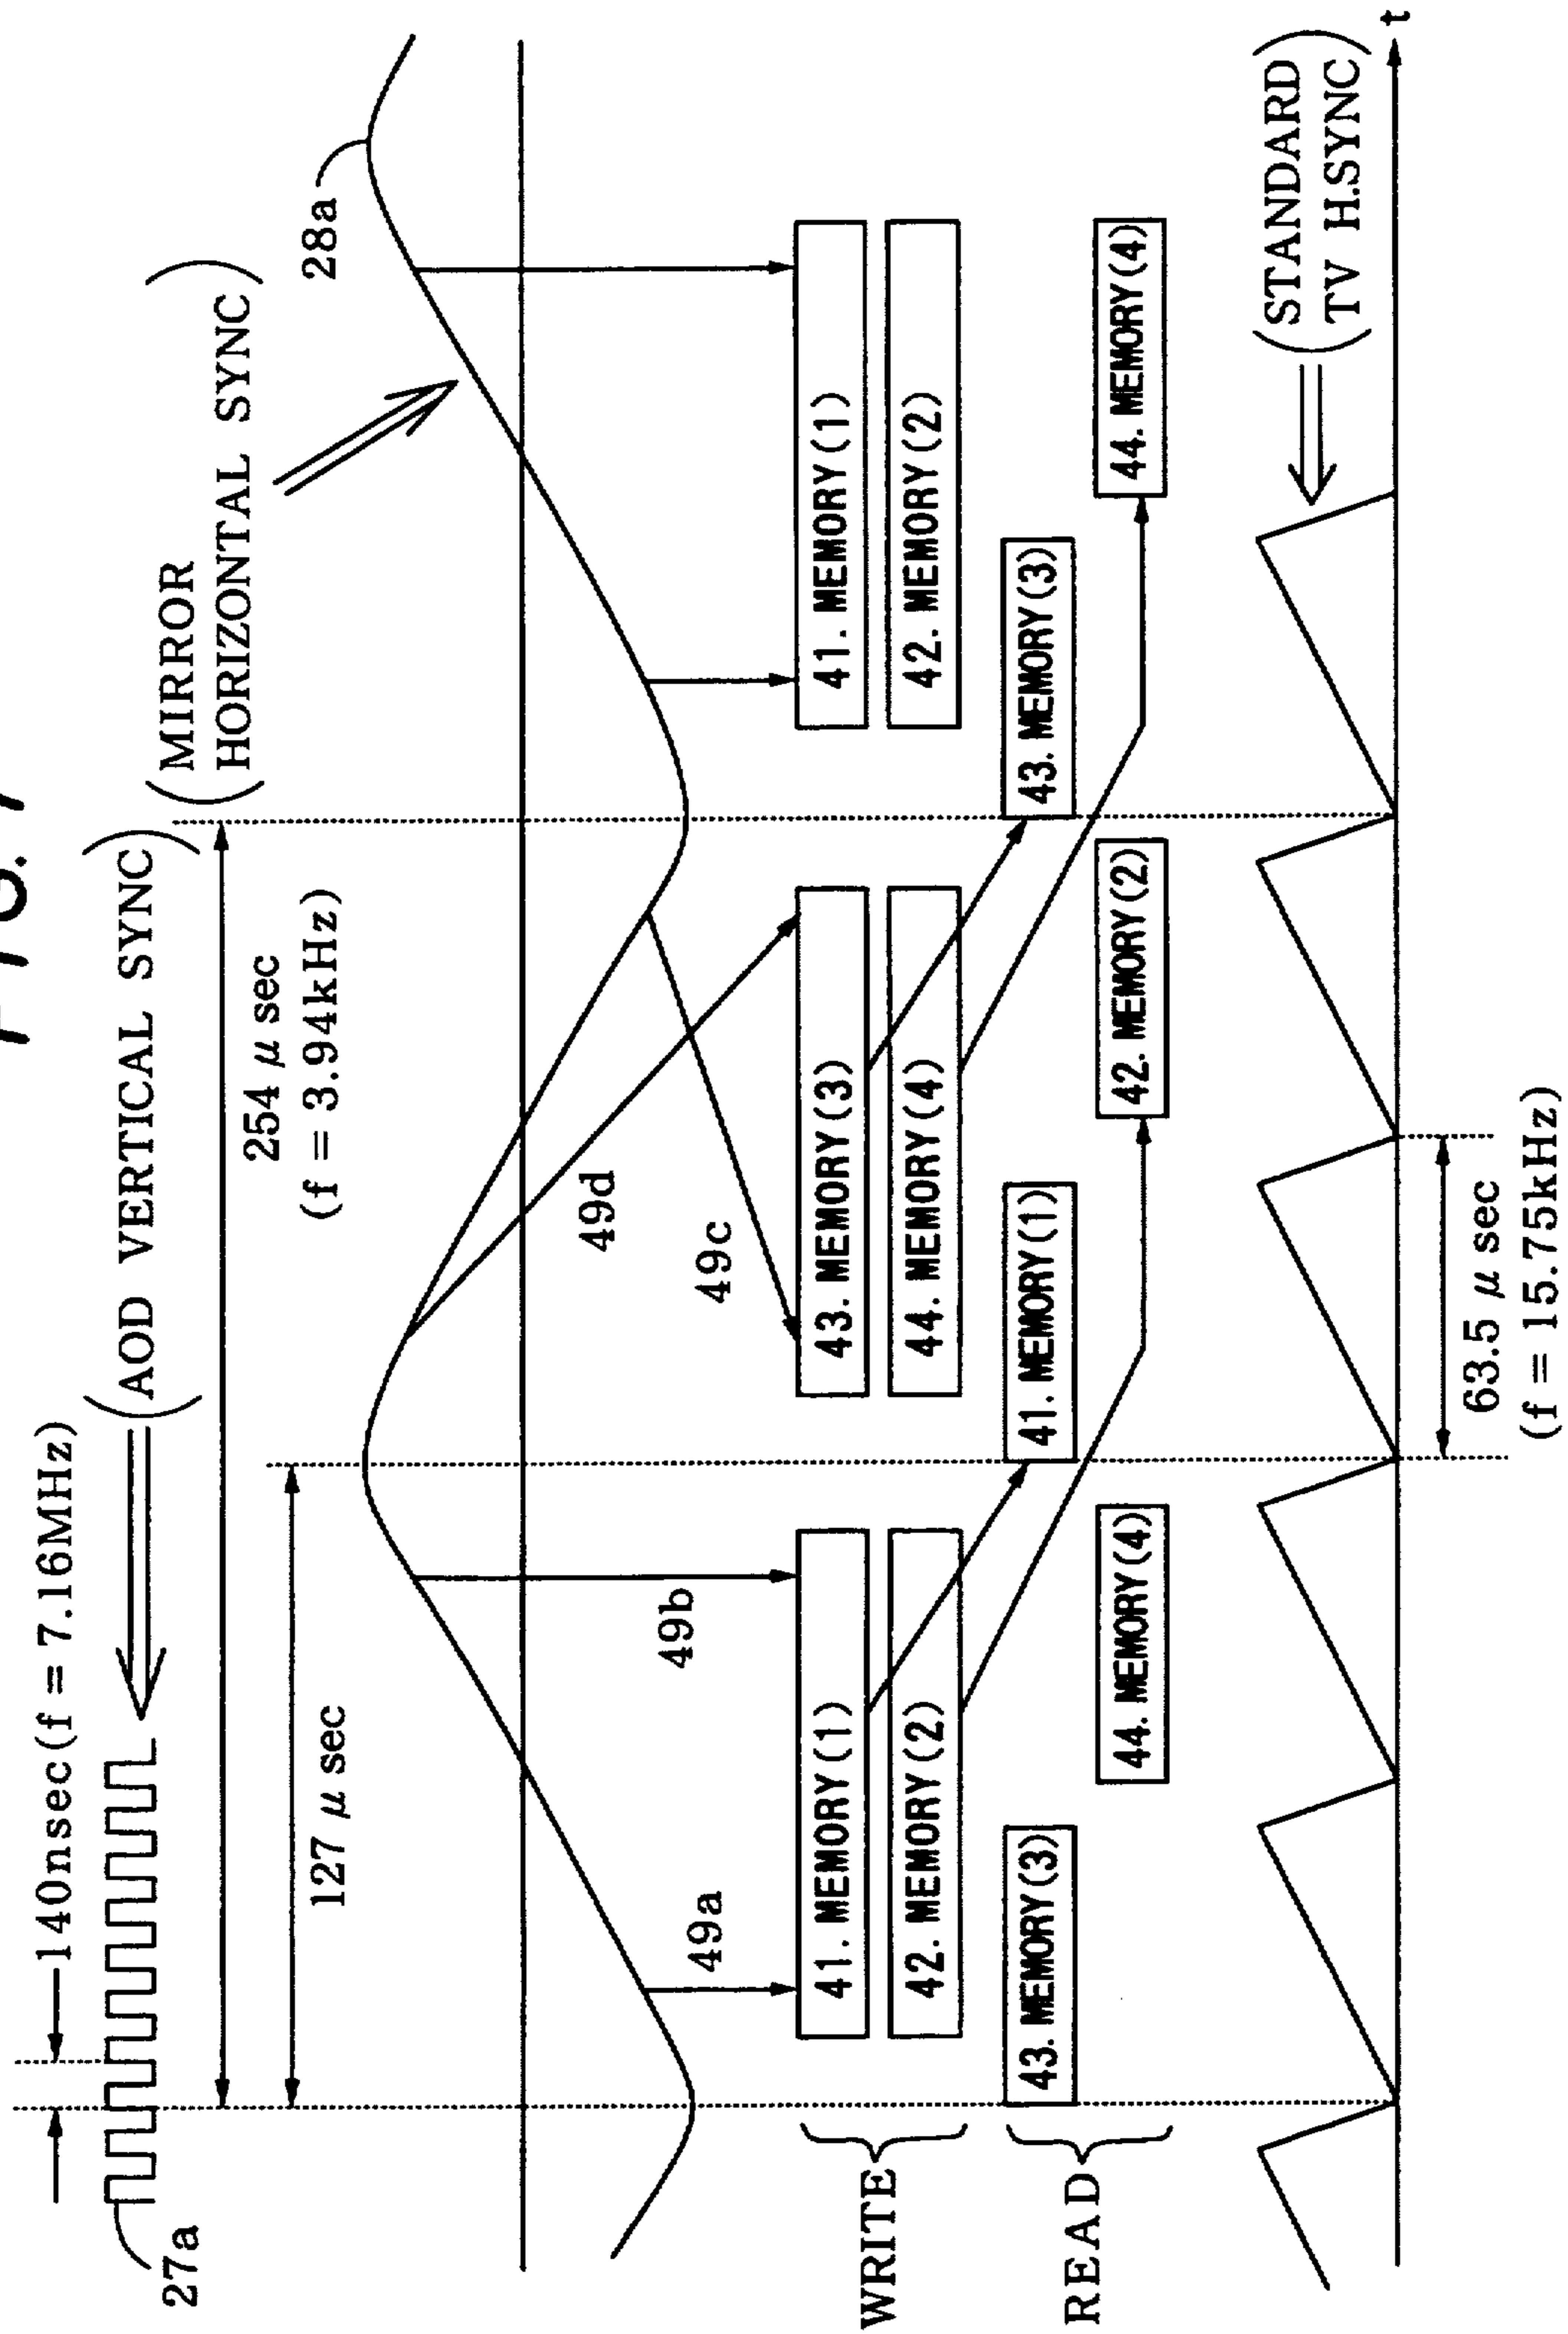 FIG. 7
140nsec(f = 7.16MHz)
27a
(AOD VERTICAL SYNC)
254 μ sec
(f = 3.94kHz)
(MIRROR
HORIZONTAL SYNC)
127 μ sec
28a
49a
49b
49c
49d
WRITE
41. MEMORY(1)
43. MEMORY(3)
41. MEMORY(1)
42. MEMORY(2)
44. MEMORY(4)
42. MEMORY(2)
READ
43. MEMORY(3)
41. MEMORY(1)
43. MEMORY(3)
44. MEMORY(4)
42. MEMORY(2)
44. MEMORY(4)
(STANDARD
TV H.SYNC)
t
63.5 μ sec
(f = 15.75kHz)